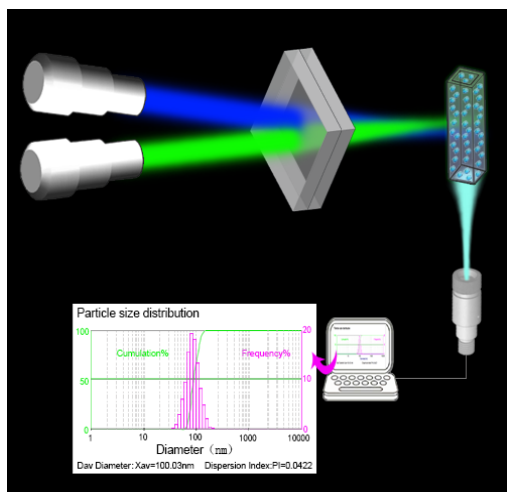 Particle size distribution
100
20
Cumulation%
Frequency%
50
10
0
0
1
10
100
1000
10000
Diameter (nm)
Dav Diameter: Xav=100.03nm Dispersion Index:PI=0.0422